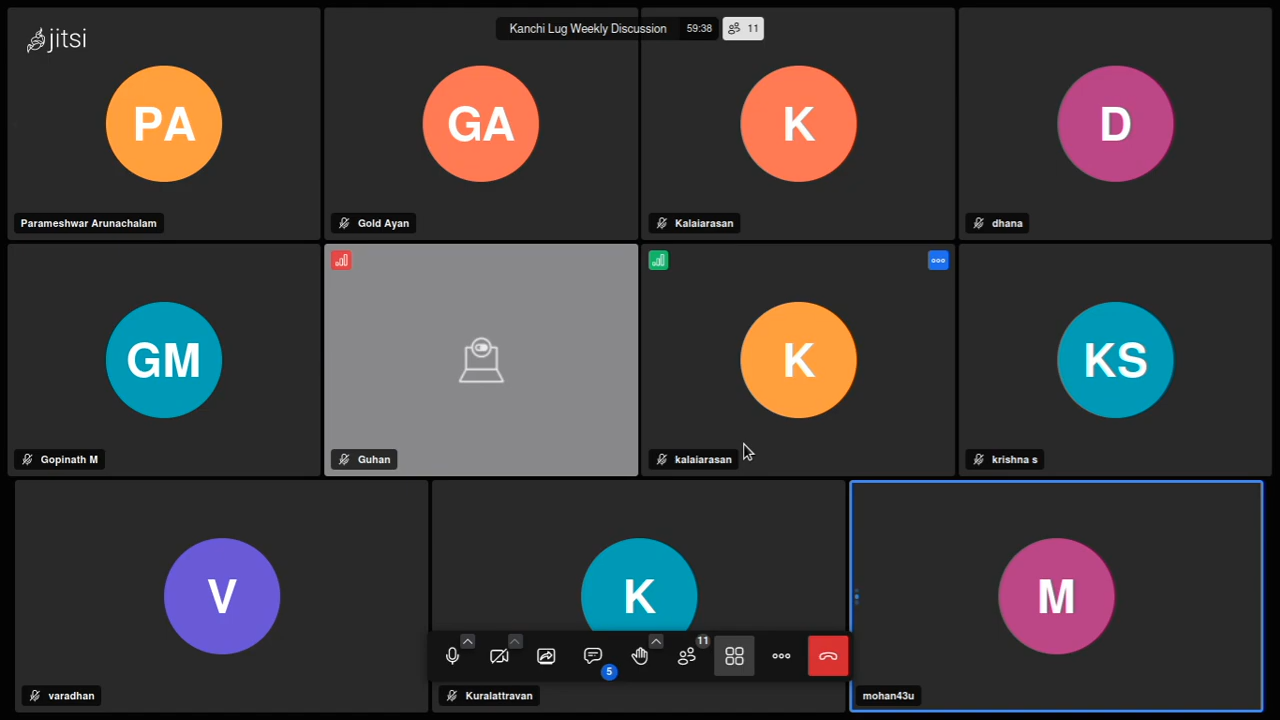 jitsi
Kanchi Lug Weekly Discussion 59:38 11
PA
GA
K
D
Parameshwar Arunachalam
Gold Ayan
Kalaiarasan
dhana
GM
K
KS
Gopinath M
Guhan
kalaiarasan
krishna s
V
K
M
11
5
varadhan
Kuralattravan
mohan43u